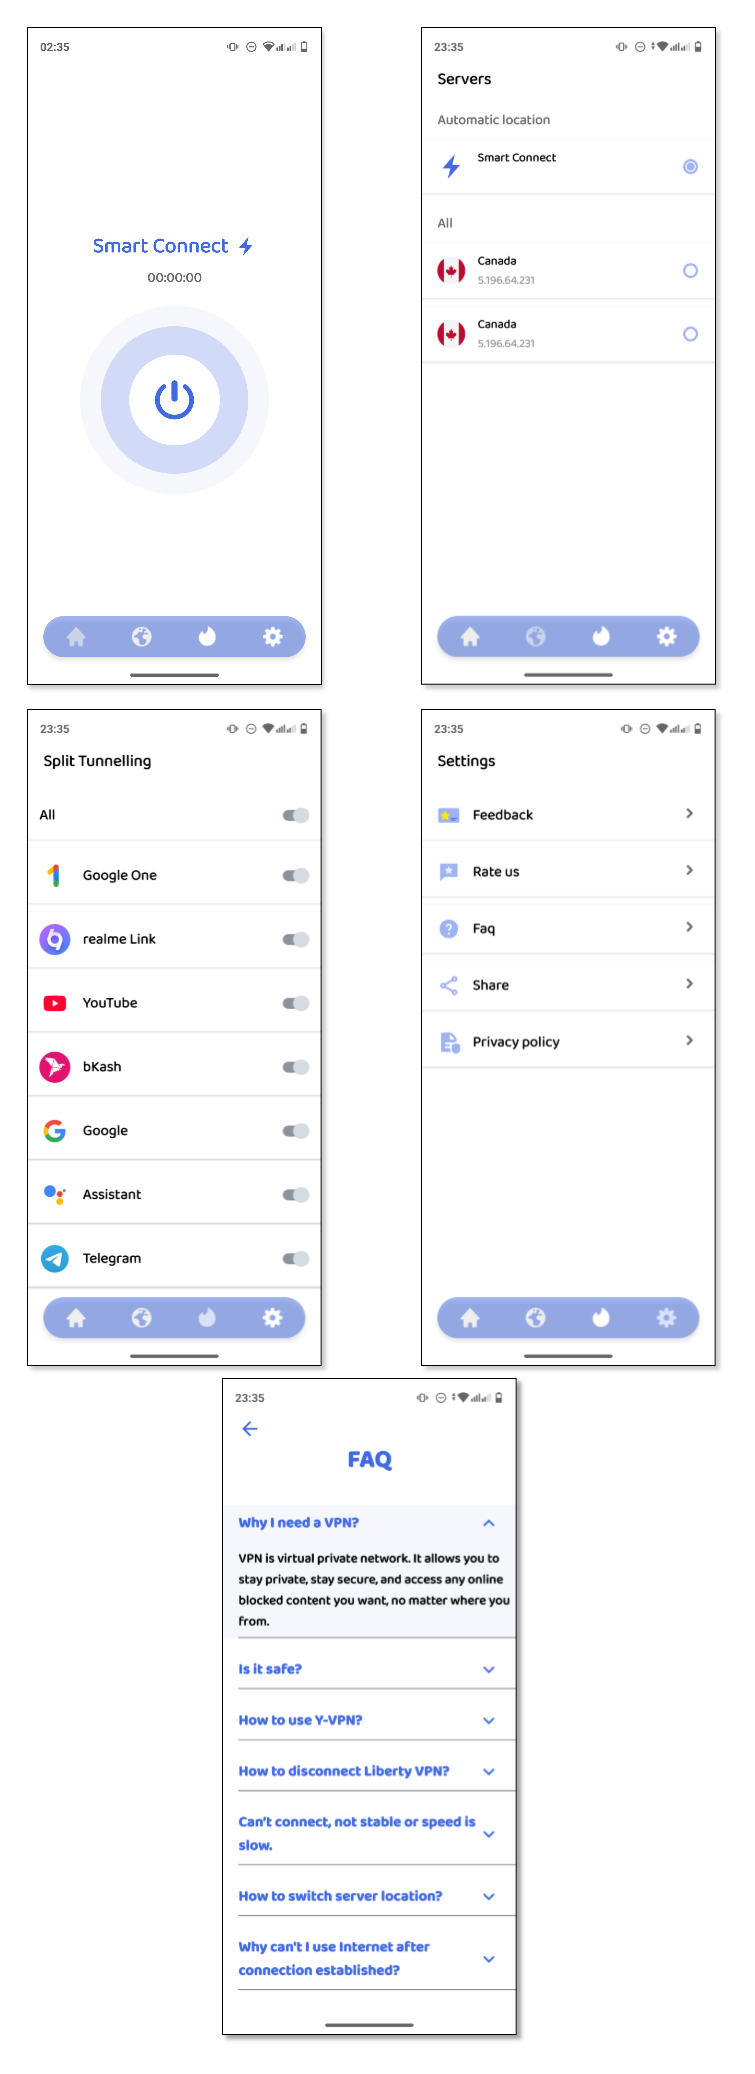 02:35
Smart Connect
00:00:00
23:35
Servers
Automatic location
Smart Connect
All
Canada
5.196.64.231
Canada
5.196.64.231
23:35
Split Tunnelling
All
Google One
realme Link
YouTube
bKash
Google
Assistant
Telegram
23:35
Settings
Feedback
Rate us
Faq
Share
Privacy policy
23:35
FAQ
Why I need a VPN?
VPN is virtual private network. It allows you to
stay private, stay secure, and access any online
blocked content you want, no matter where you
from.
Is it safe?
How to use Y-VPN?
How to disconnect Liberty VPN?
Can't connect, not stable or speed is
slow.
How to switch server location?
Why can't I use Internet after
connection established?